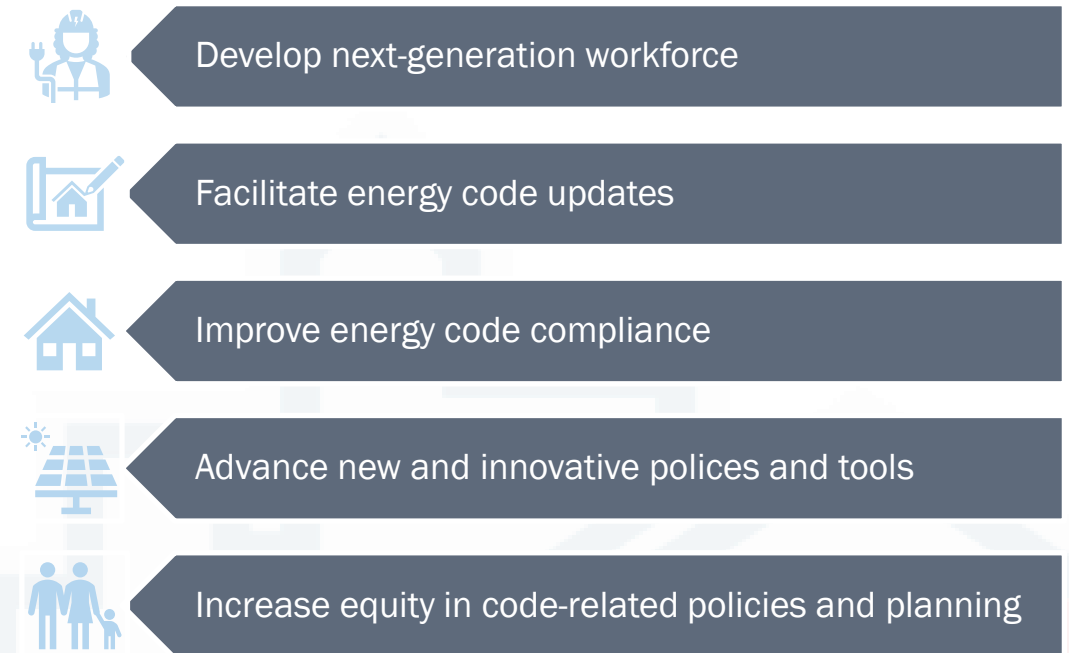 Develop next-generation workforce
Facilitate energy code updates
Improve energy code compliance
Advance new and innovative polices and tools
Increase equity in code-related policies and planning